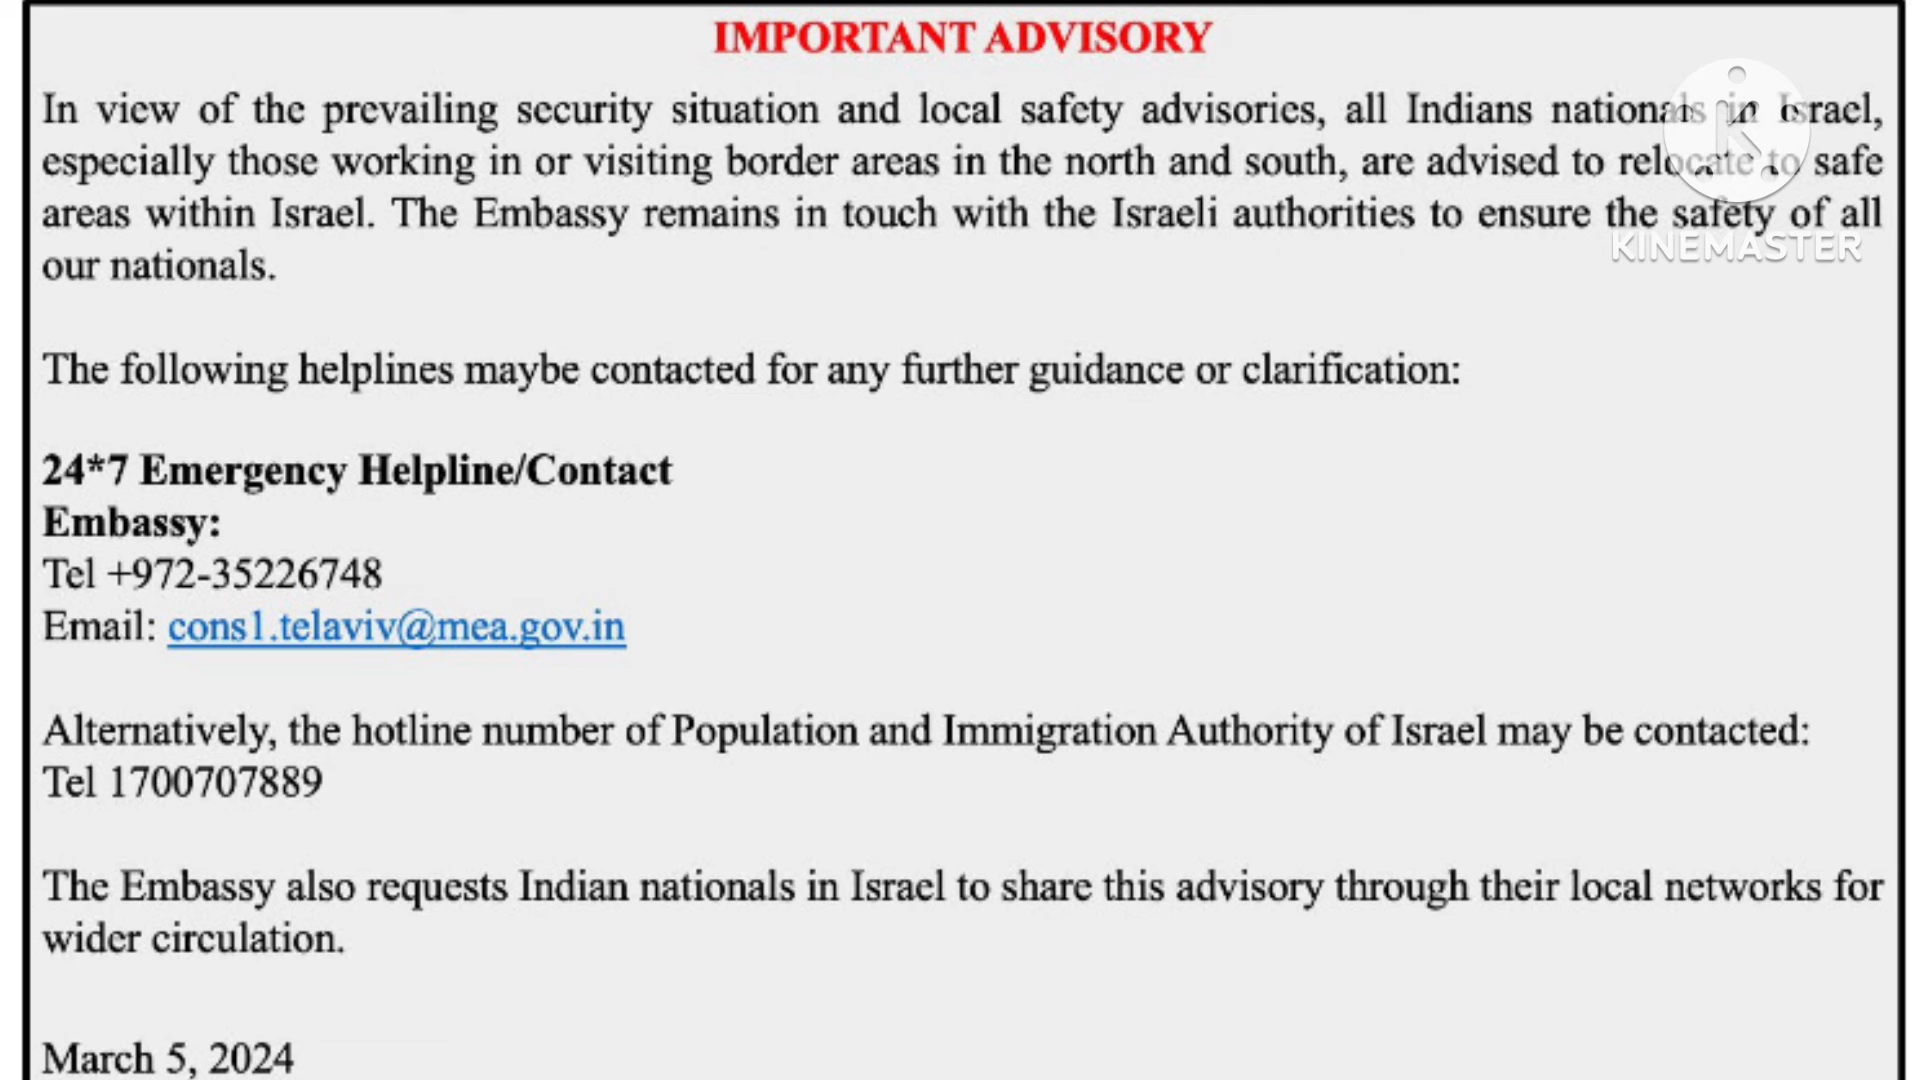 IMPORTANT ADVISORY
In view of the prevailing security situation and local safety advisories, all Indians nationals in Israel,
especially those working in or visiting border areas in the north and south, are advised to relocate to safe
areas within Israel. The Embassy remains in touch with the Israeli authorities to ensure the safety of all
our nationals.
The following helplines maybe contacted for any further guidance or clarification:
24*7 Emergency Helpline/Contact
Embassy:
Tel +972-35226748
Email: cons1.telaviv@mea.gov.in
Alternatively, the hotline number of Population and Immigration Authority of Israel may be contacted:
Tel 1700707889
The Embassy also requests Indian nationals in Israel to share this advisory through their local networks for
wider circulation.
March 5, 2024
K
KINEMASTER